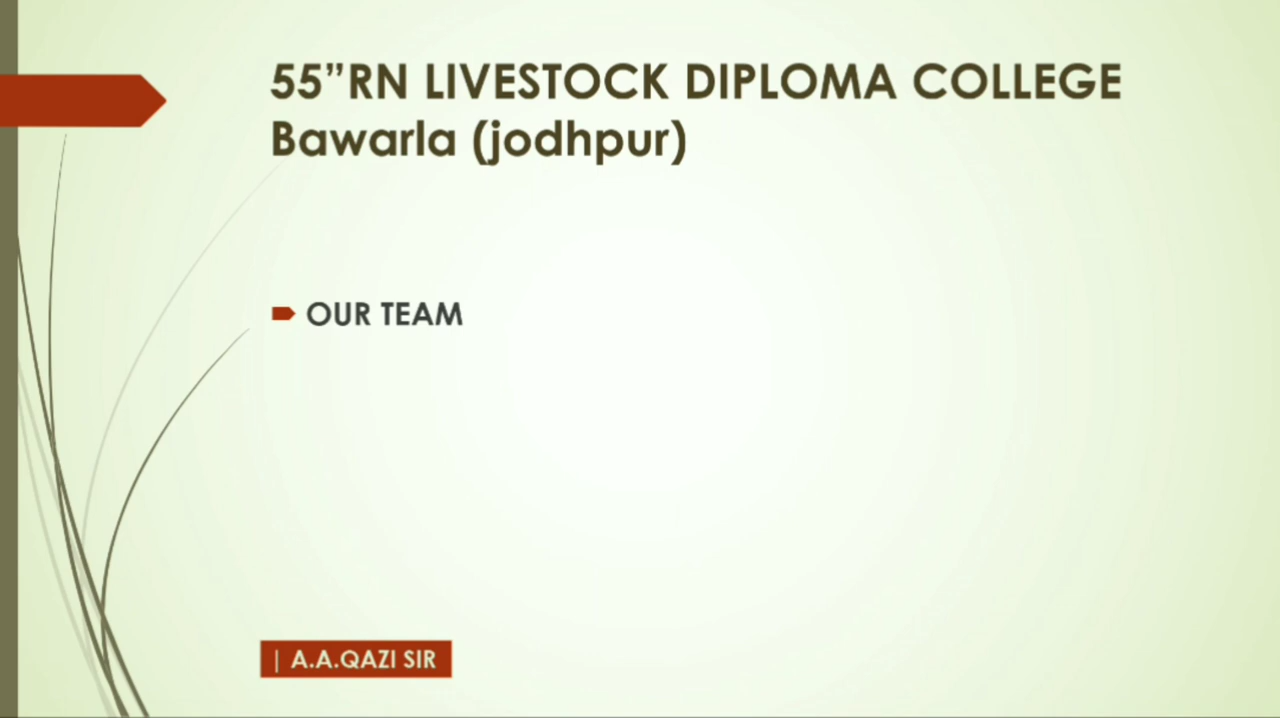 55”RN LIVESTOCK DIPLOMA COLLEGE
Bawarla (jodhpur)
OUR TEAM
| A.A.QAZI SIR